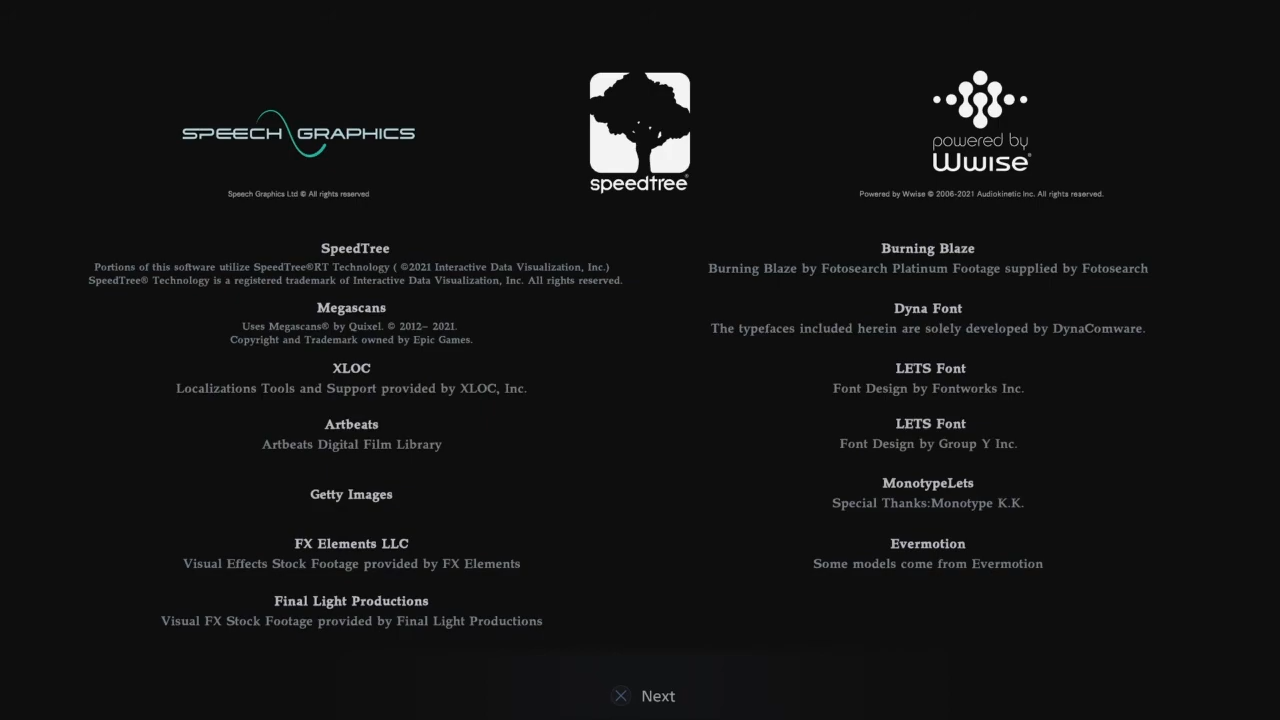 SPEECH GRAPHICS
Speech Graphics Ltd © All rights reserved
speedtree®
powered by
Wwise®
Powered by Wwise © 2006-2021 Audiokinetic Inc. All rights reserved.
SpeedTree
Portions of this software utilize SpeedTree®RT Technology ( ©2021 Interactive Data Visualization, Inc.)
SpeedTree® Technology is a registered trademark of Interactive Data Visualization, Inc. All rights reserved.
Megascans
Uses Megascans® by Quixel. © 2012– 2021.
Copyright and Trademark owned by Epic Games.
XLOC
Localizations Tools and Support provided by XLOC, Inc.
Artbeats
Artbeats Digital Film Library
Getty Images
FX Elements LLC
Visual Effects Stock Footage provided by FX Elements
Final Light Productions
Visual FX Stock Footage provided by Final Light Productions
Burning Blaze
Burning Blaze by Fotosearch Platinum Footage supplied by Fotosearch
Dyna Font
The typefaces included herein are solely developed by DynaComware.
LETS Font
Font Design by Fontworks Inc.
LETS Font
Font Design by Group Y Inc.
MonotypeLets
Special Thanks:Monotype K.K.
Evermotion
Some models come from Evermotion
Next